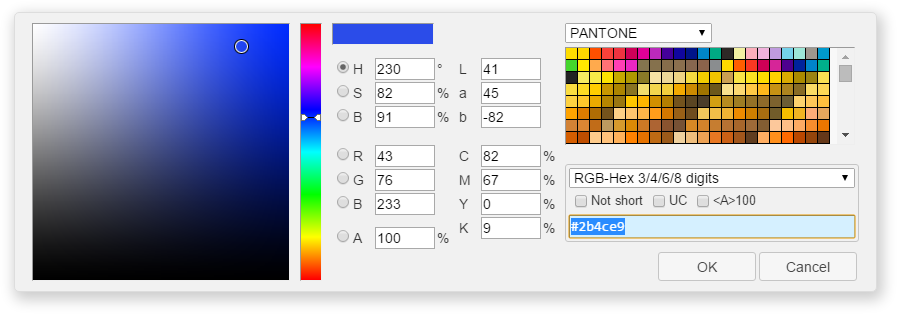 PANTONE
H 230 ° L 41
S 82 % a 45
B 91 % b -82
R 43 C 82 %
G 76 M 67 %
B 233 Y 0 %
K 9 %
A 100 %
RGB-Hex 3/4/6/8 digits
Not short UC <A>100
#2b4ce9
OK Cancel